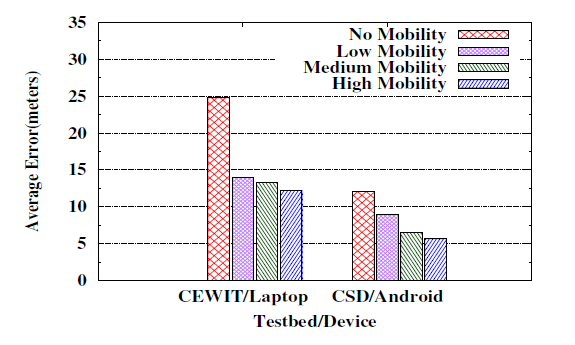 35
30
25
20
15
10
5
0
Average Error(meters)
No Mobility
Low Mobility
Medium Mobility
High Mobility
CEWIT/Laptop CSD/Android
Testbed/Device